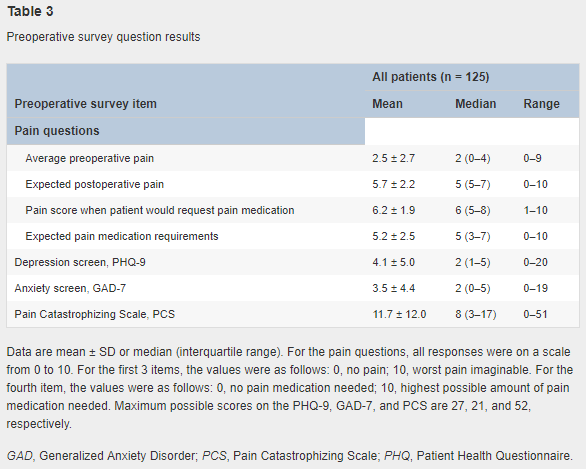 Table 3
Preoperative survey question results
All patients (n = 125)
Preoperative survey item Mean Median Range
Pain questions
Average preoperative pain 2.5 ± 2.7 2 (0–4) 0–9
Expected postoperative pain 5.7 ± 2.2 5 (5–7) 0–10
Pain score when patient would request pain medication 6.2 ± 1.9 6 (5–8) 1–10
Expected pain medication requirements 5.2 ± 2.5 5 (3–7) 0–10
Depression screen, PHQ-9 4.1 ± 5.0 2 (1–5) 0–20
Anxiety screen, GAD-7 3.5 ± 4.4 2 (0–5) 0–19
Pain Catastrophizing Scale, PCS 11.7 ± 12.0 8 (3–17) 0–51
Data are mean ± SD or median (interquartile range). For the pain questions, all responses were on a scale
from 0 to 10. For the first 3 items, the values were as follows: 0, no pain; 10, worst pain imaginable. For the
fourth item, the values were as follows: 0, no pain medication needed; 10, highest possible amount of pain
medication needed. Maximum possible scores on the PHQ-9, GAD-7, and PCS are 27, 21, and 52,
respectively.
GAD, Generalized Anxiety Disorder; PCS, Pain Catastrophizing Scale; PHQ, Patient Health Questionnaire.